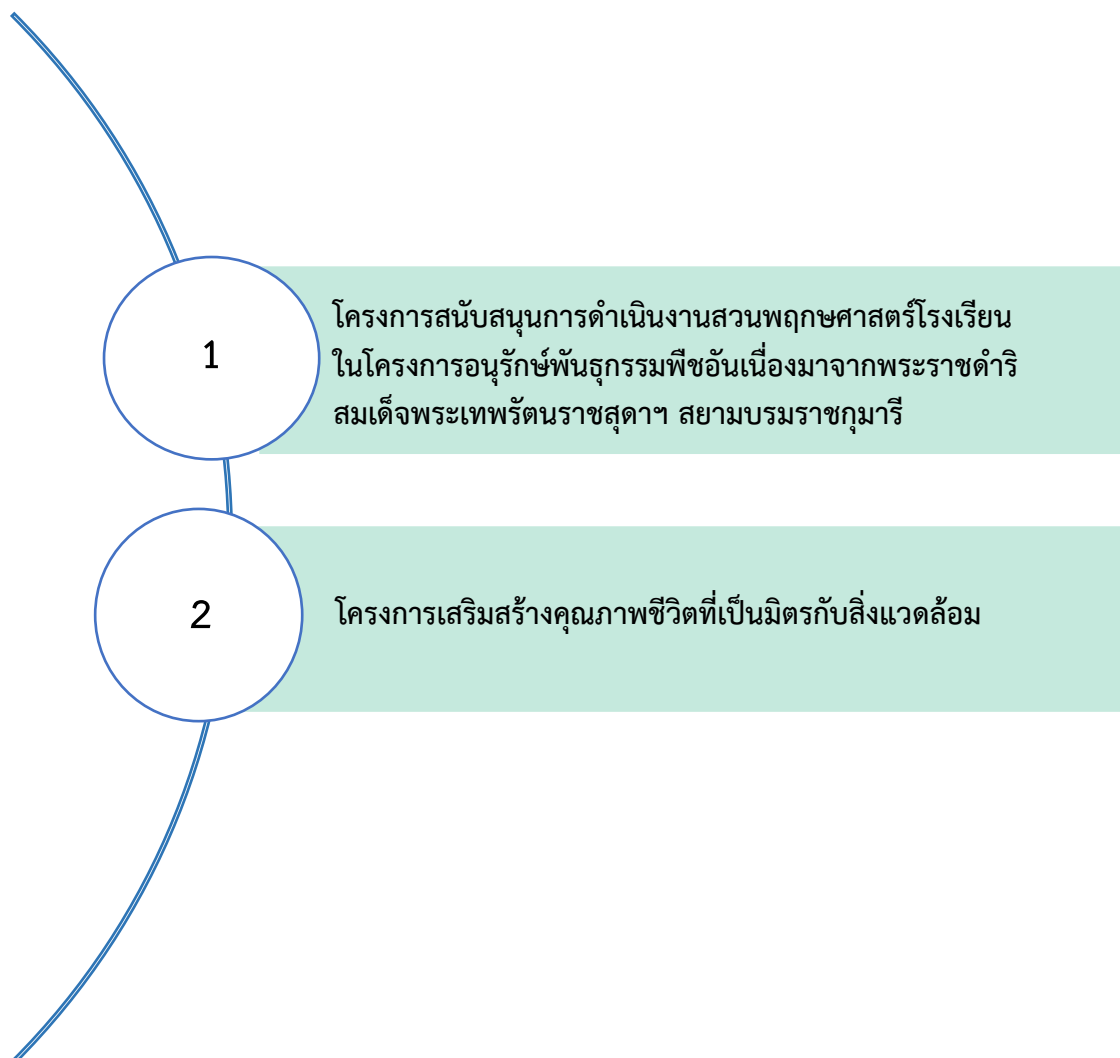 1
โครงการสนับสนุนการดำเนินงานสวนพฤกษศาสตร์โรงเรียน
ในโครงการอนุรักษ์พันธุกรรมพืชอันเนื่องมาจากพระราชดำริ
สมเด็จพระเทพรัตนราชสุดาฯ สยามบรมราชกุมารี
2
โครงการเสริมสร้างคุณภาพชีวิตที่เป็นมิตรกับสิ่งแวดล้อม